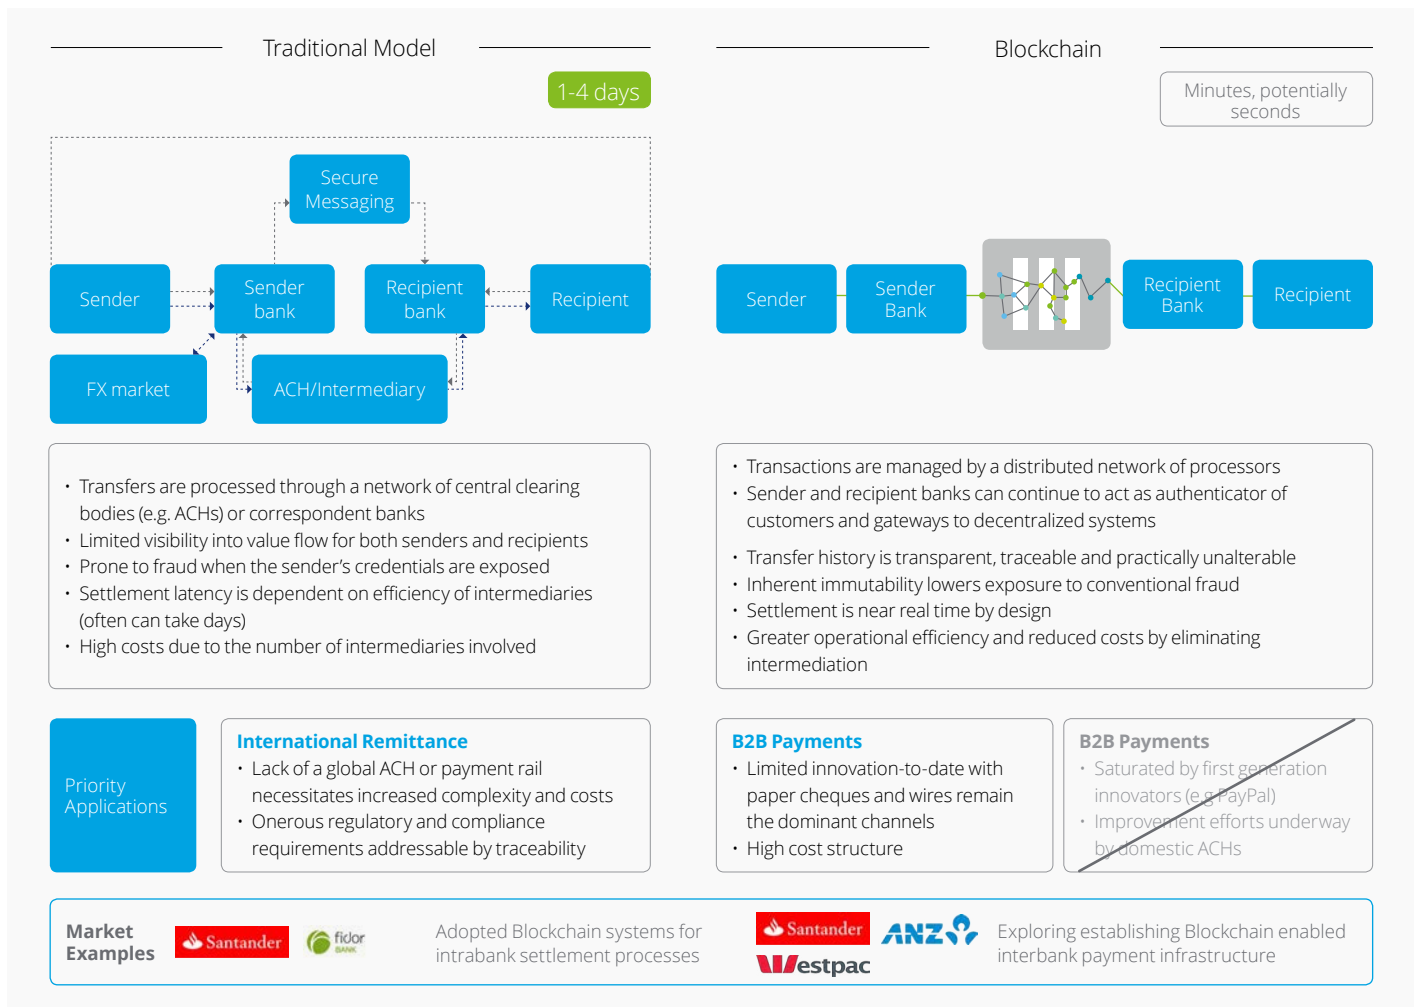 Traditional Model
1-4 days
Secure
Messaging
Sender
Sender
bank
Recipient
bank
Recipient
FX market
ACH/Intermediary
• Transfers are processed through a network of central clearing
bodies (e.g. ACHs) or correspondent banks
• Limited visibility into value flow for both senders and recipients
• Prone to fraud when the sender's credentials are exposed
• Settlement latency is dependent on efficiency of intermediaries
(often can take days)
• High costs due to the number of intermediaries involved
Blockchain
Minutes, potentially
seconds
Sender
Sender
Bank
Recipient
Bank
Recipient
• Transactions are managed by a distributed network of processors
• Sender and recipient banks can continue to act as authenticator of
customers and gateways to decentralized systems
• Transfer history is transparent, traceable and practically unalterable
• Inherent immutability lowers exposure to conventional fraud
• Settlement is near real time by design
• Greater operational efficiency and reduced costs by eliminating
intermediation
Priority
Applications
International Remittance
• Lack of a global ACH or payment rail
necessitates increased complexity and costs
• Onerous regulatory and compliance
requirements addressable by traceability
B2B Payments
• Limited innovation-to-date with
paper cheques and wires remain
the dominant channels
• High cost structure
B2B Payments
• Saturated by first generation
innovators (e.g PayPal)
• Improvement efforts underway
by domestic ACHs
Market
Examples
Santander
fidor
BANK
Adopted Blockchain systems for
intrabank settlement processes
Santander
ANZ
Westpac
Exploring establishing Blockchain enabled
interbank payment infrastructure